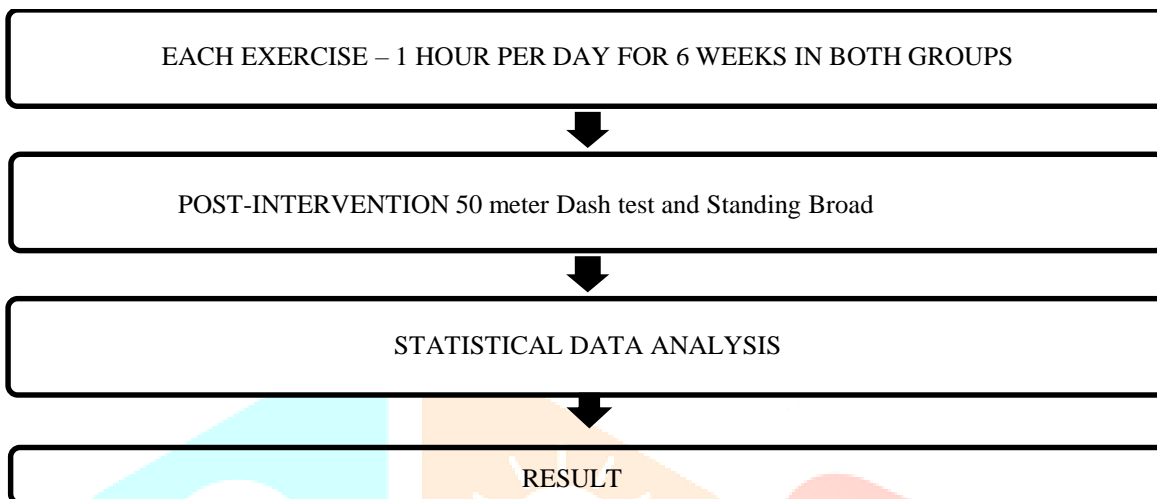 EACH EXERCISE – 1 HOUR PER DAY FOR 6 WEEKS IN BOTH GROUPS
POST-INTERVENTION 50 meter Dash test and Standing Broad
STATISTICAL DATA ANALYSIS
RESULT